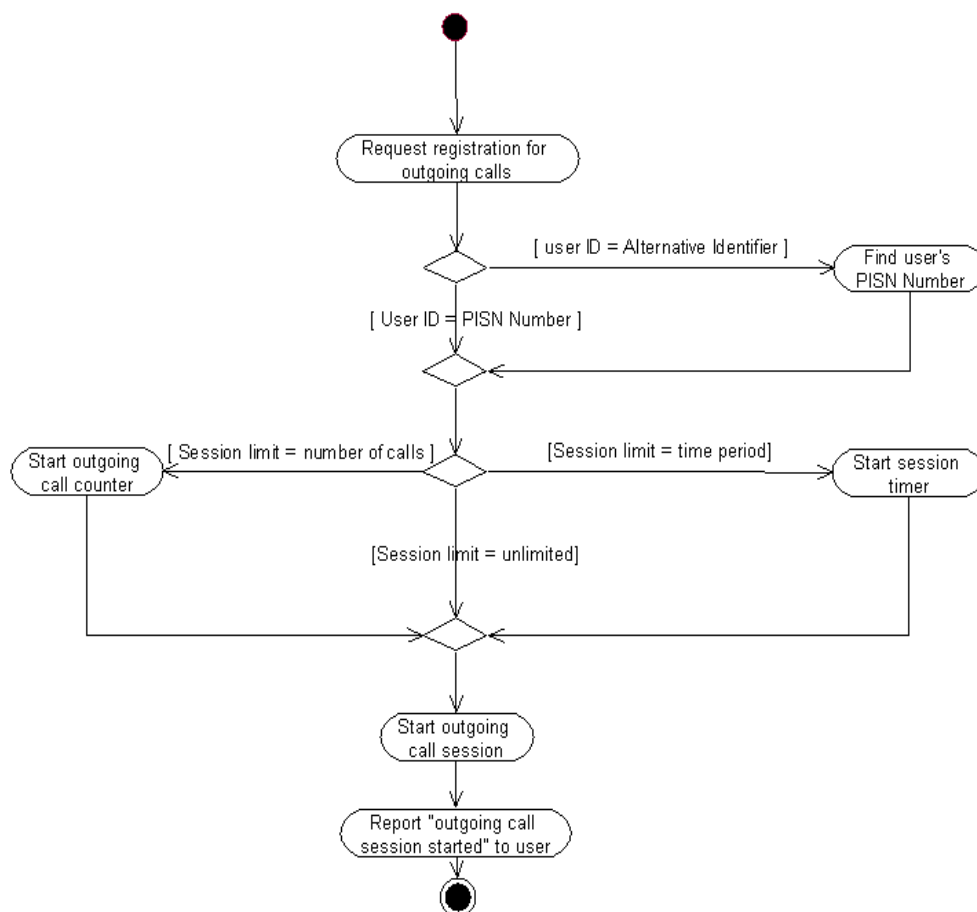 Request registration for
outgoing calls
[ user ID = Alternative Identifier ]
Find user's
PISN Number
[ User ID = PISN Number ]
[ Session limit = number of calls ]
[Session limit = time period]
Start outgoing
call counter
Start session
timer
[Session limit = unlimited]
Start outgoing
call session
Report "outgoing call
session started" to user